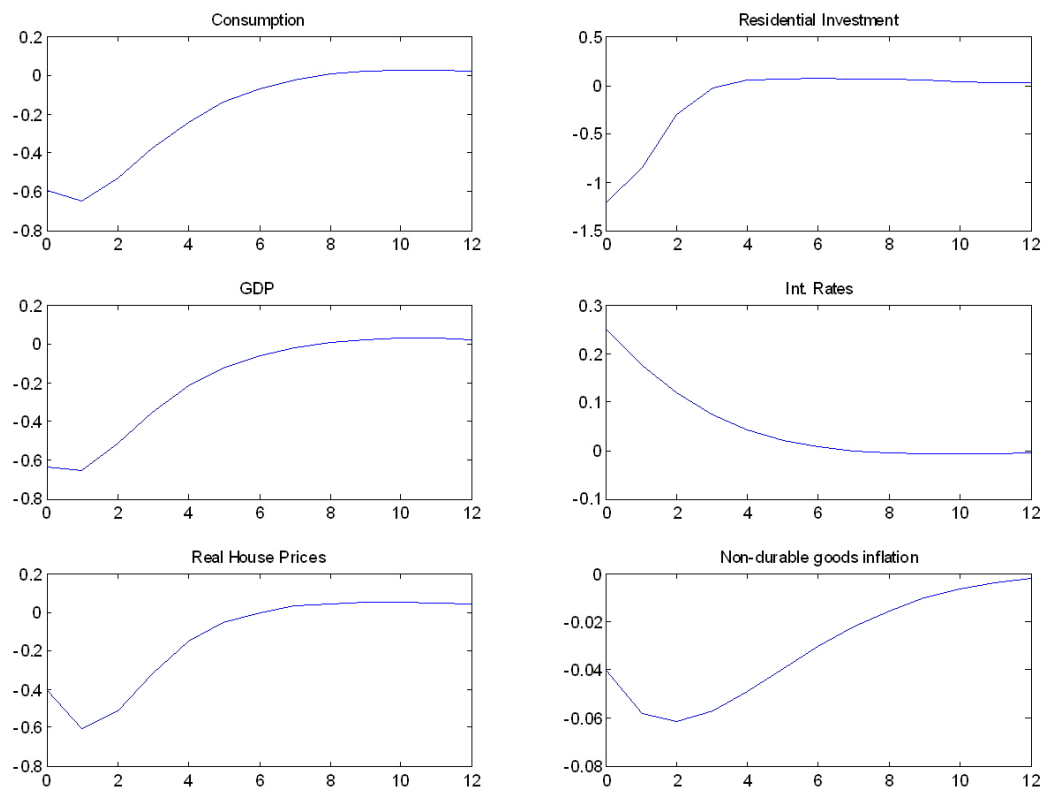 Consumption
0.2
0
-0.2
-0.4
-0.6
-0.8
0 2 4 6 8 10 12
Residential Investment
0.5
0
-0.5
-1
-1.5
0 2 4 6 8 10 12
GDP
0.2
0
-0.2
-0.4
-0.6
-0.8
0 2 4 6 8 10 12
Int. Rates
0.3
0.2
0.1
0
-0.1
0 2 4 6 8 10 12
Real House Prices
0.2
0
-0.2
-0.4
-0.6
-0.8
0 2 4 6 8 10 12
Non-durable goods inflation
0
-0.02
-0.04
-0.06
-0.08
0 2 4 6 8 10 12